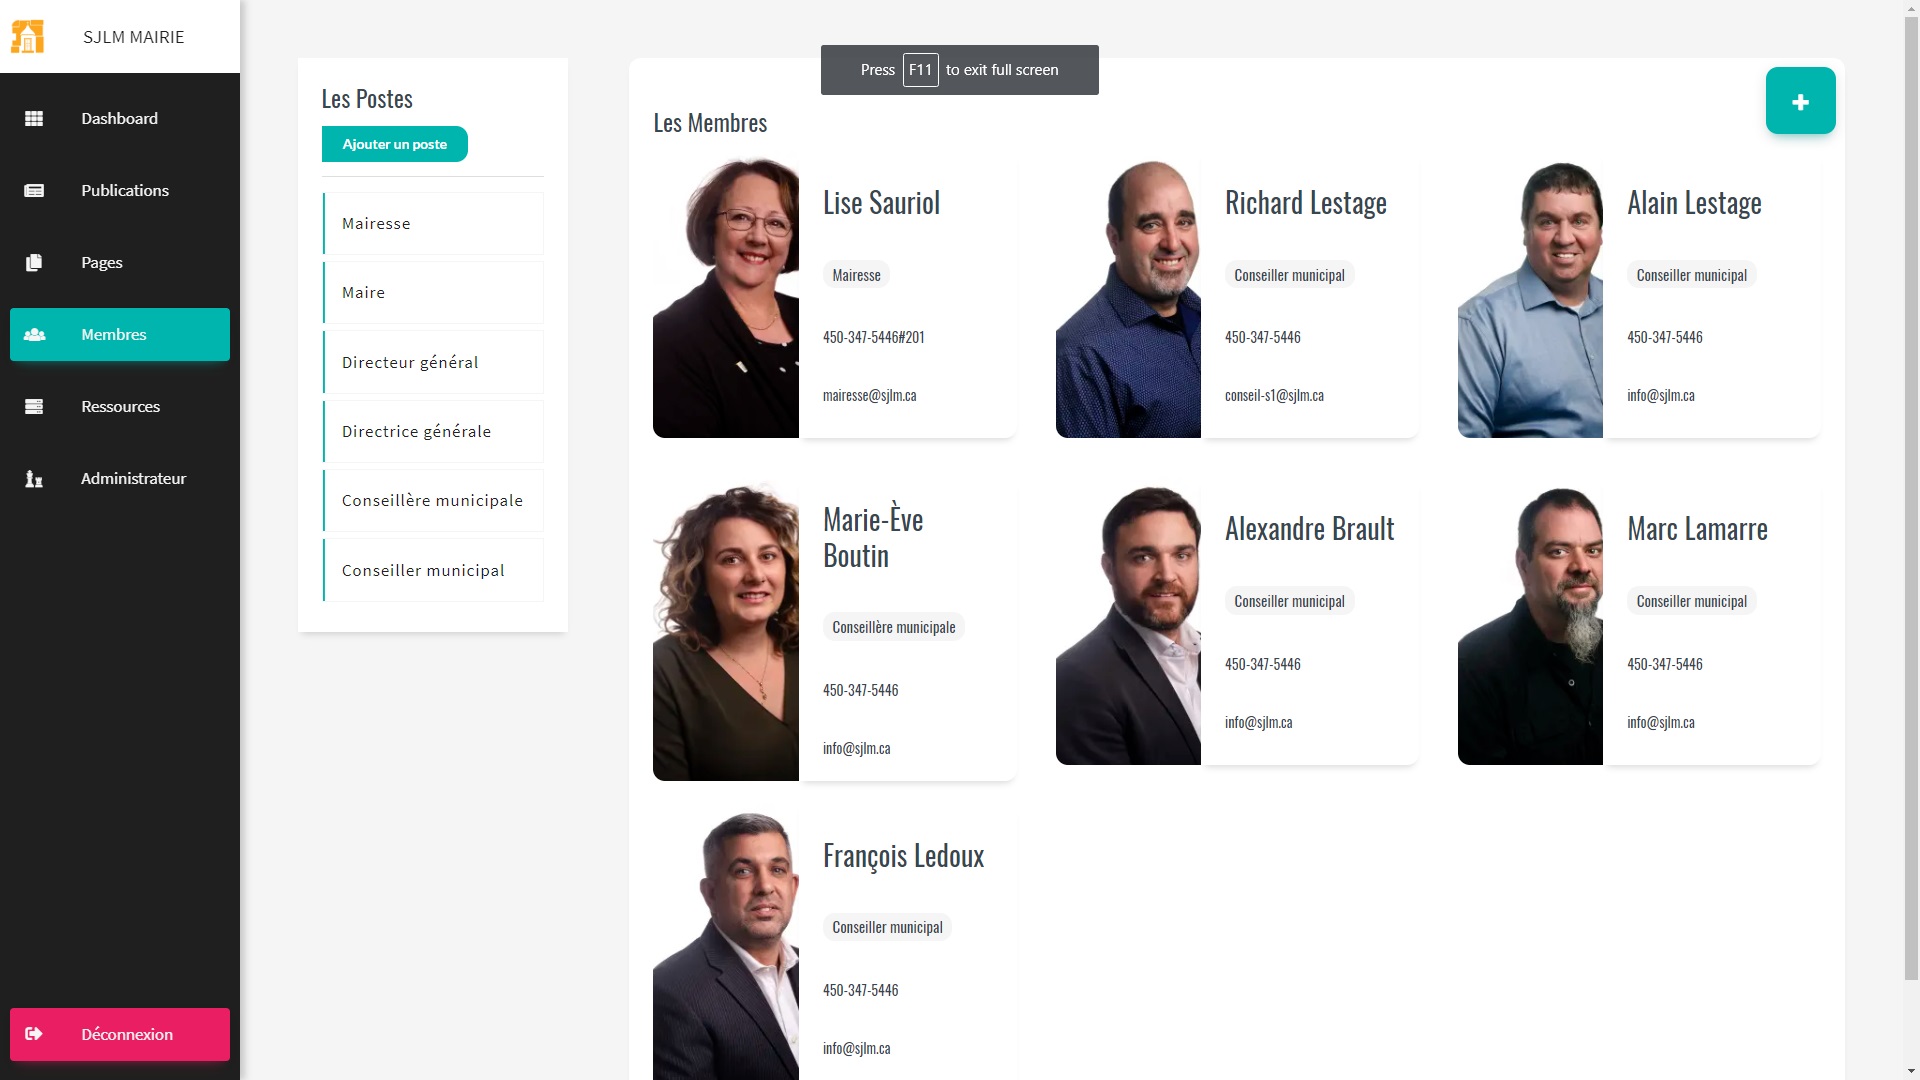 SJLM MAIRIE
Dashboard
Publications
Pages
Membres
Ressources
Administrateur
Déconnexion
Les Postes
Ajouter un poste
Mairesse
Maire
Directeur général
Directrice générale
Conseillère municipale
Conseiller municipal
Press F11 to exit full screen
Les Membres
Lise Sauriol
Mairesse
450-347-5446#201
mairesse@sjlm.ca
Richard Lestage
Conseiller municipal
450-347-5446
conseil-s1@sjlm.ca
Alain Lestage
Conseiller municipal
450-347-5446
info@sjlm.ca
Marie-Ève
Boutin
Conseillère municipale
450-347-5446
info@sjlm.ca
Alexandre Brault
Conseiller municipal
450-347-5446
info@sjlm.ca
Marc Lamarre
Conseiller municipal
450-347-5446
info@sjlm.ca
François Ledoux
Conseiller municipal
450-347-5446
info@sjlm.ca